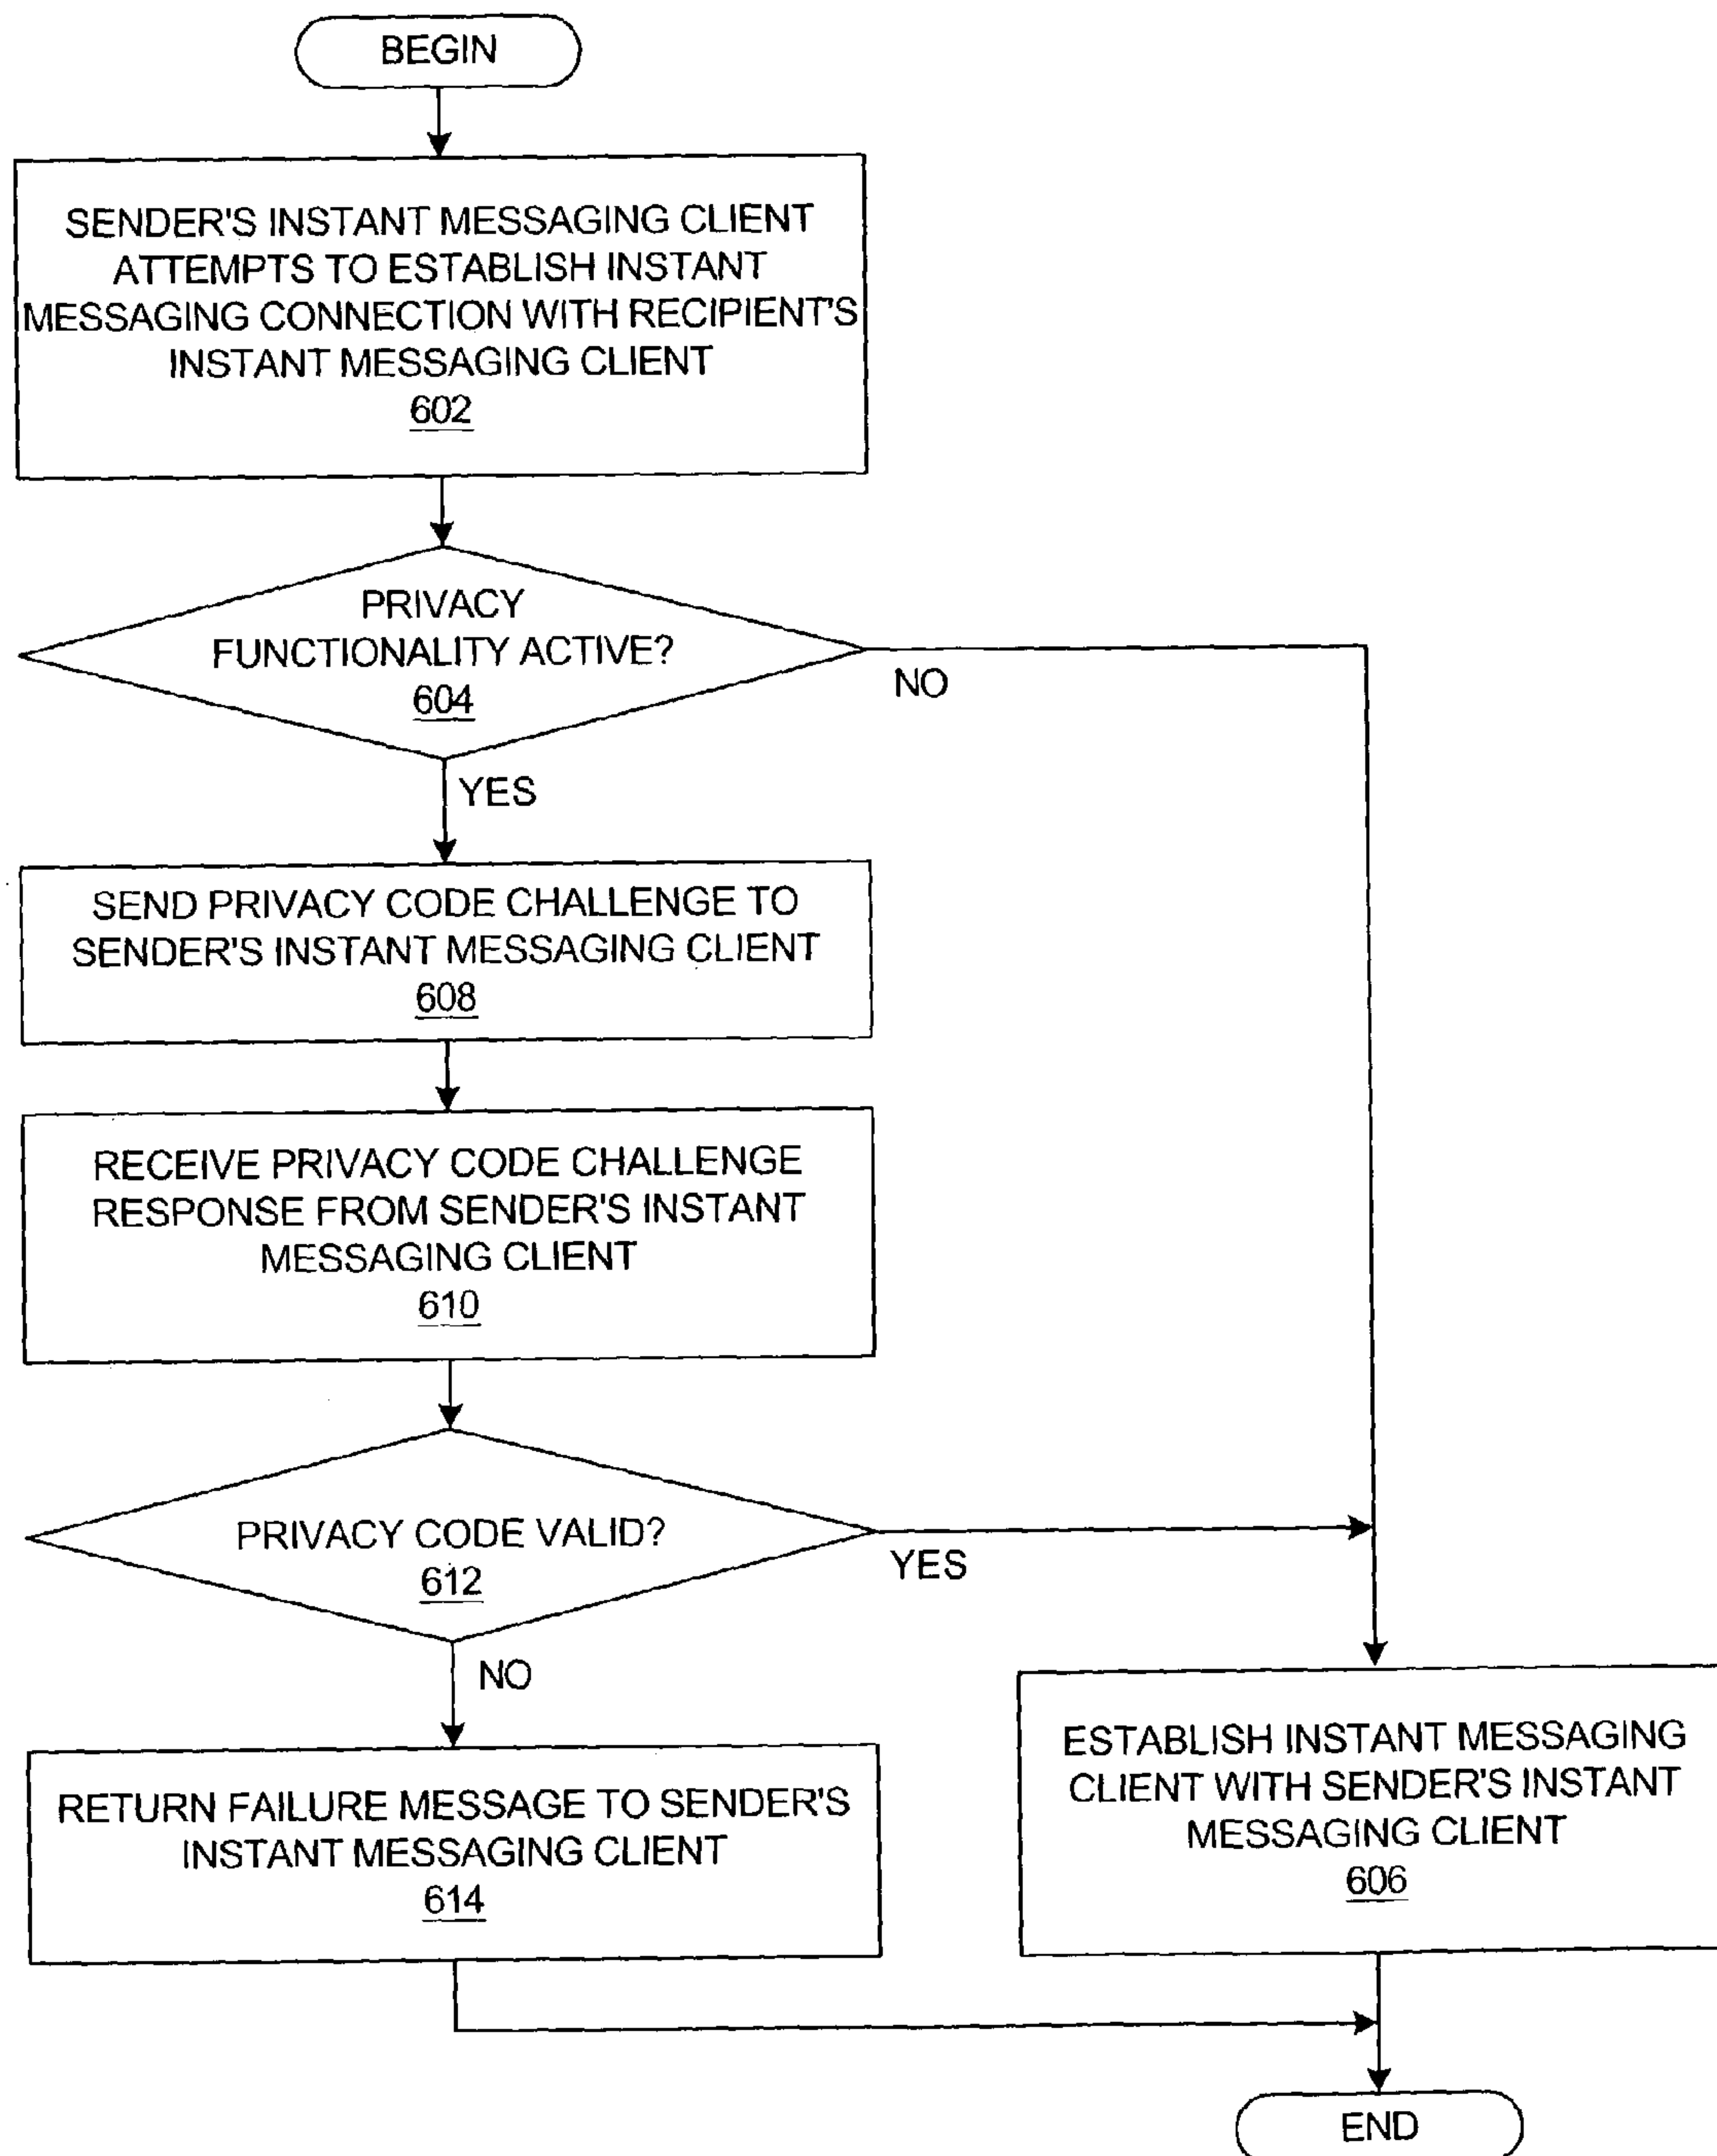 BEGIN
SENDER'S INSTANT MESSAGING CLIENT
ATTEMPTS TO ESTABLISH INSTANT
MESSAGING CONNECTION WITH RECIPIENT'S
INSTANT MESSAGING CLIENT
602
PRIVACY
FUNCTIONALITY ACTIVE?
604
NO
YES
SEND PRIVACY CODE CHALLENGE TO
SENDER'S INSTANT MESSAGING CLIENT
608
RECEIVE PRIVACY CODE CHALLENGE
RESPONSE FROM SENDER'S INSTANT
MESSAGING CLIENT
610
PRIVACY CODE VALID?
612
YES
NO
RETURN FAILURE MESSAGE TO SENDER'S
INSTANT MESSAGING CLIENT
614
ESTABLISH INSTANT MESSAGING
CLIENT WITH SENDER'S INSTANT
MESSAGING CLIENT
606
END